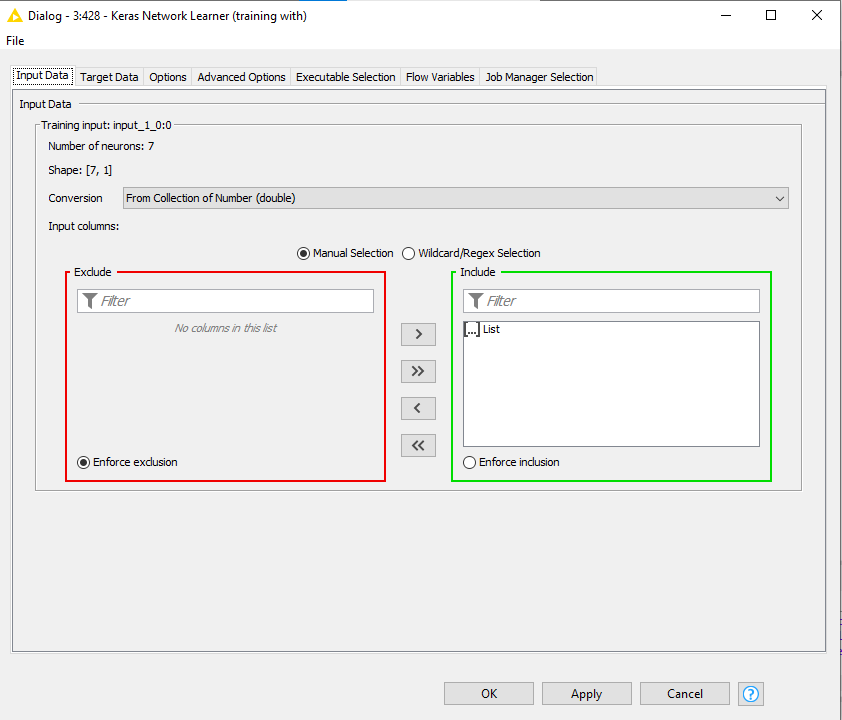 Dialog - 3:428 - Keras Network Learner (training with)
File
Input Data Target Data Options Advanced Options Executable Selection Flow Variables Job Manager Selection
Input Data
Training input: input_1_0:0
Number of neurons: 7
Shape: [7, 1]
Conversion From Collection of Number (double)
Input columns:
Manual Selection Wildcard/Regex Selection
Exclude Include
Filter Filter
No columns in this list [...] List
>
>>
<
<<
Enforce exclusion Enforce inclusion
OK Apply Cancel ?